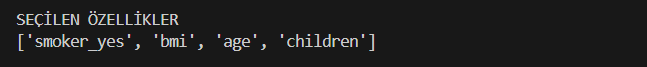 SEÇİLEN ÖZELLİKLER
['smoker_yes', 'bmi', 'age', 'children']